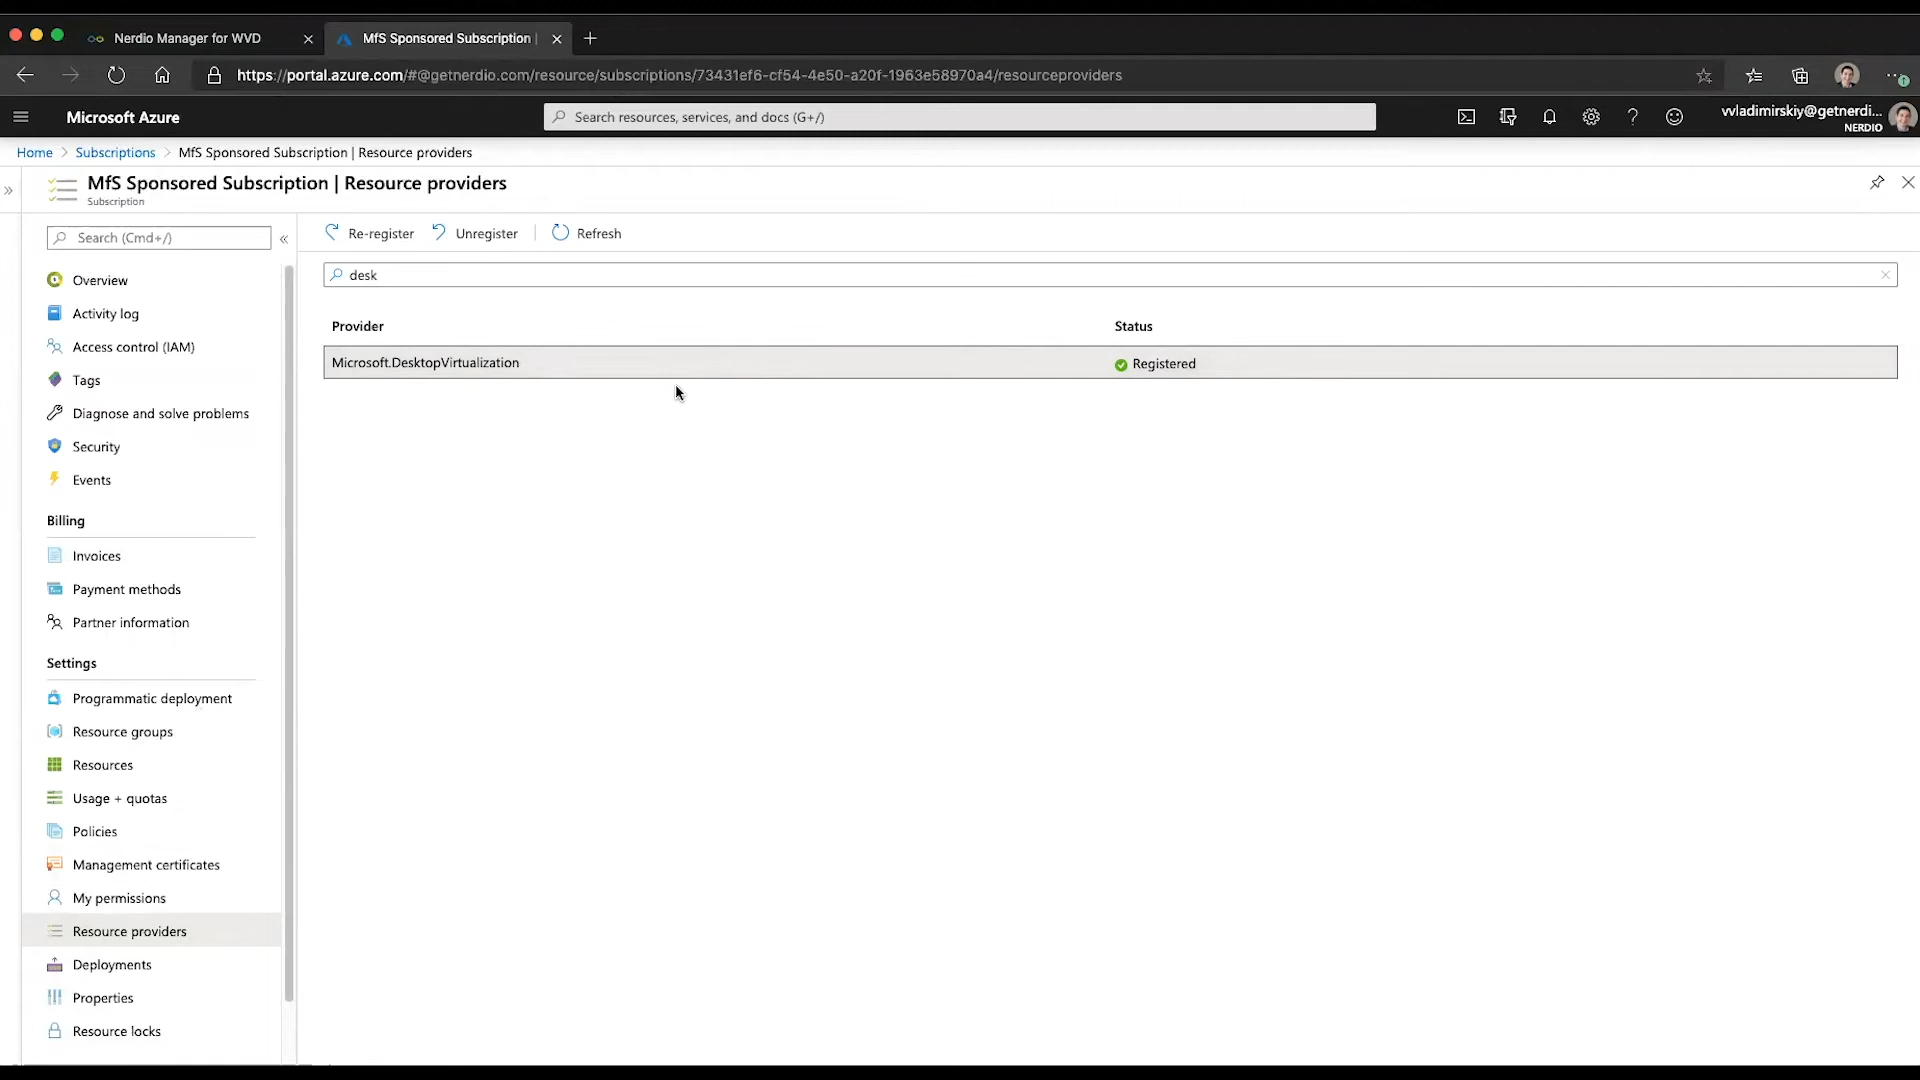 Nerdio Manager for WVD
MfS Sponsored Subscription |
https://portal.azure.com/#@getnerdio.com/resource/subscriptions/73431ef6-cf54-4e50-a20f-1963e58970a4/resourceproviders
Microsoft Azure
Search resources, services, and docs (G+/)
vvladimirskiy@getnerdi...
NERDIO
Home > Subscriptions > MfS Sponsored Subscription | Resource providers
MfS Sponsored Subscription | Resource providers
Subscription
Search (Cmd+/)
Overview
Activity log
Access control (IAM)
Tags
Diagnose and solve problems
Security
Events
Billing
Invoices
Payment methods
Partner information
Settings
Programmatic deployment
Resource groups
Resources
Usage + quotas
Policies
Management certificates
My permissions
Resource providers
Deployments
Properties
Resource locks
Re-register Unregister Refresh
desk
Provider Status
Microsoft.DesktopVirtualization Registered